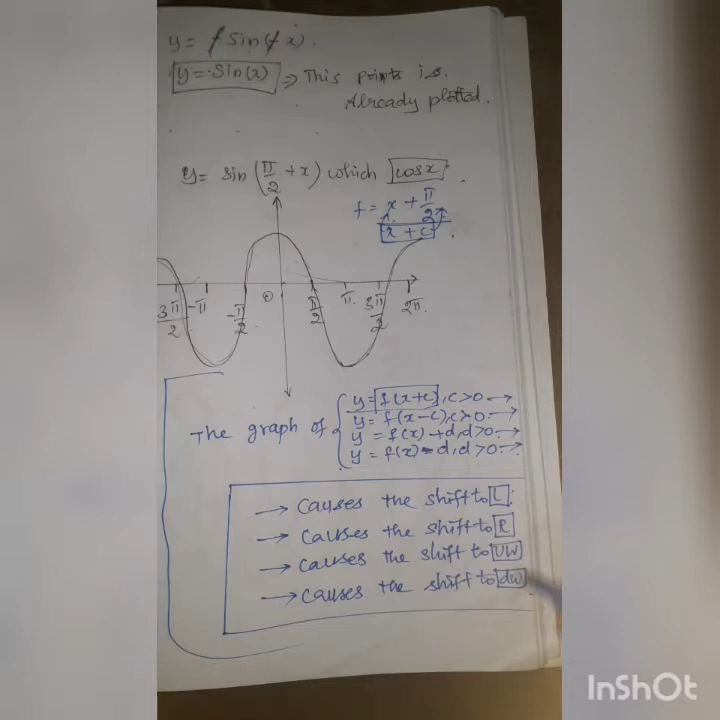 y = f Sin(f x).
y = Sin(x) ⇒ This points is.
Already plotted.
y = sin(π/2 + x) which cosx.
f = x + π/2
x + c.
3π/2 -π -π/2 0 π/2 π. 3π/2 2π.
y = f(x+c), c>0 →
y = f(x-c), c>0 →
The graph of
y = f(x) + d, d>0 →
y = f(x) - d, d>0 →
→ causes the shift to L.
→ causes the shift to R
→ causes the shift to UW
→ causes the shift to dw
InShOt